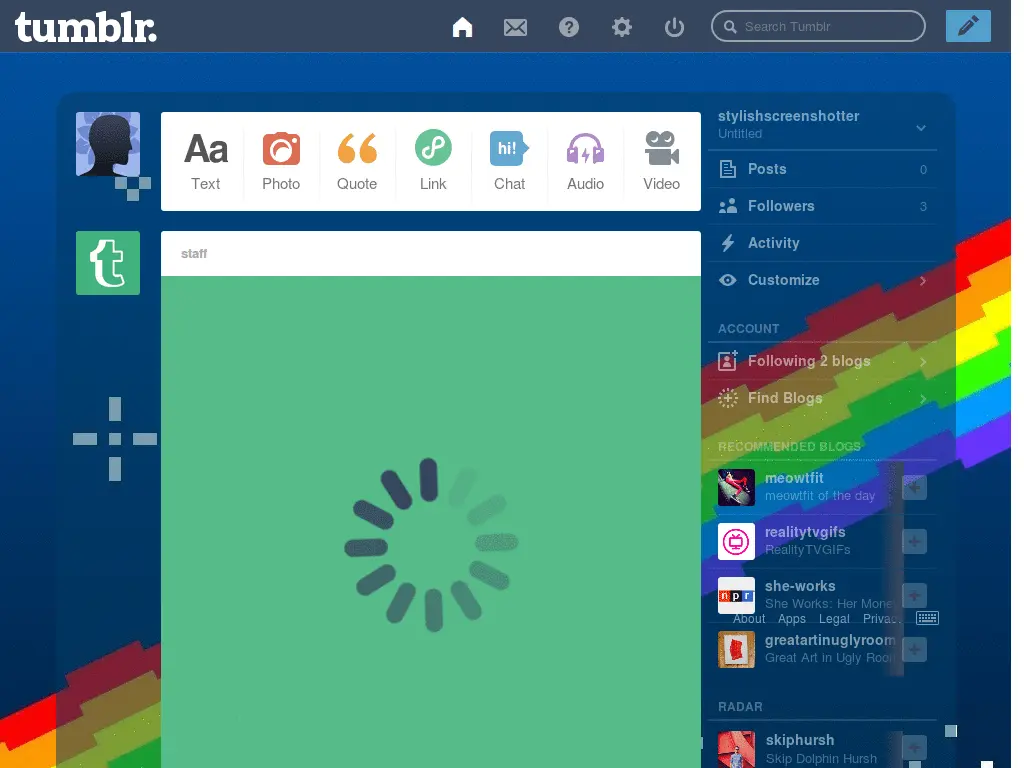 tumblr.
Search Tumblr
Aa
hi!
Text
Photo
Quote
Link
Chat
Audio
Video
t
staff
stylishscreenshotter
Untitled
Posts 0
Followers 3
Activity
Customize
ACCOUNT
Following 2 blogs
Find Blogs
RECOMMENDED BLOGS
meowtfit
meowtfit of the day
realitytvgifs
RealityTVGIFs
she-works
npr
She Works: Her Mone
About Apps Legal
greatartinuglyroom
Great Art in Ugly Roo
RADAR
skiphursh
Skip Dolphin Hursh